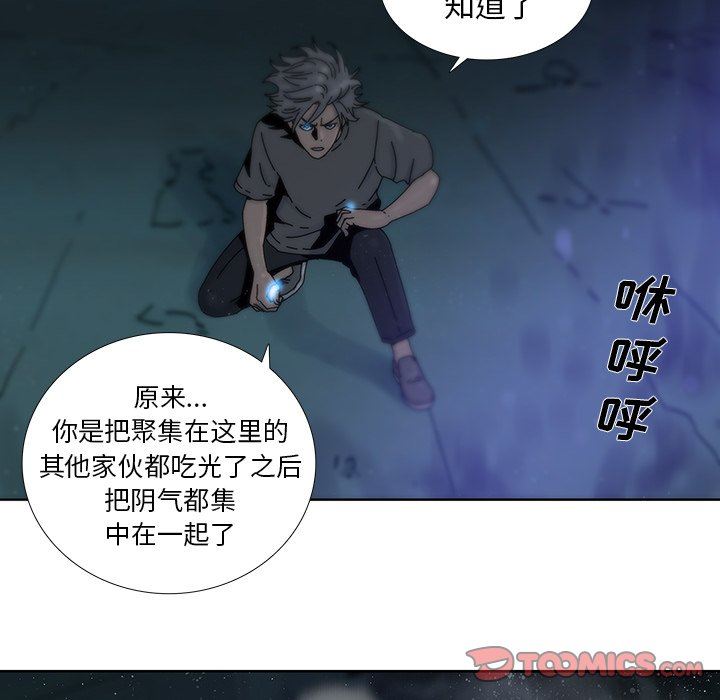 知道了
咻
呼
呼
原来...
你是把聚集在这里的
其他家伙都吃光了之后
把阴气都集
中在一起了
TOOMICS.COM